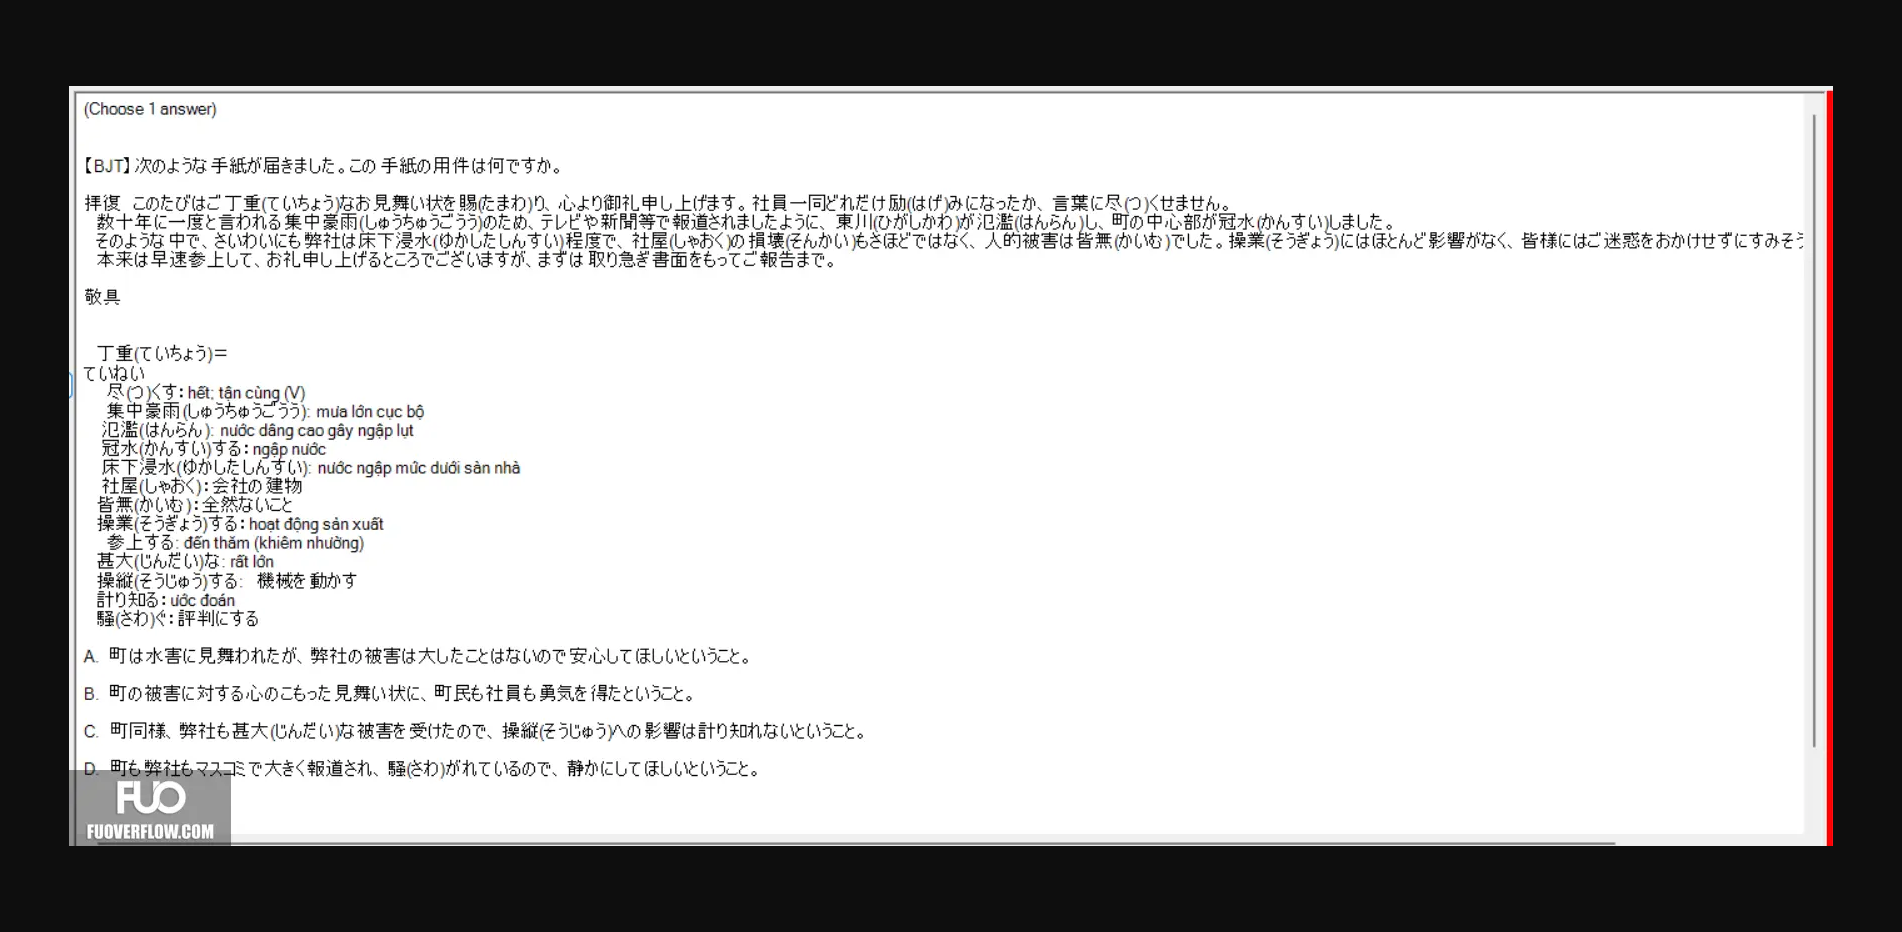 (Choose 1 answer)
【BJT】次のような手紙が届きました。この手紙の用件は何ですか。
拝復　このたびはご丁重(ていちょう)なお見舞い状を賜(たまわ)り、心より御礼申し上げます。社員一同どれだけ励(はげ)みになったか、言葉に尽(つ)くせません。
数十年に一度と言われる集中豪雨(しゅうちゅうごうう)のため、テレビや新聞等で報道されましたように、東川(ひがしかわ)が氾濫(はんらん)し、町の中心部が冠水(かんすい)しました。
そのような中で、さいわいにも弊社は床下浸水(ゆかしたしんすい)程度で、社屋(しゃおく)の損壊(そんかい)もさほどではなく、人的被害は皆無(かいむ)でした。操業(そうぎょう)にはほとんど影響がなく、皆様にはご迷惑をおかけせずにすみそう
本来は早速参上して、お礼申し上げるところでございますが、まずは取り急ぎ書面をもってご報告まで。
敬具
丁重(ていちょう)＝
ていねい
尽(つ)くす：hết; tận cùng (V)
集中豪雨(しゅうちゅうごうう): mưa lớn cục bộ
氾濫(はんらん): nước dâng cao gây ngập lụt
冠水(かんすい)する：ngập nước
床下浸水(ゆかしたしんすい): nước ngập mức dưới sàn nhà
社屋(しゃおく)：会社の建物
皆無(かいむ)：全然ないこと
操業(そうぎょう)する：hoạt động sản xuất
参上する: đến thăm (khiêm nhường)
甚大(じんだい)な: rất lớn
操縦(そうじゅう)する:　機械を動かす
計り知る：ước đoán
騒(さわ)ぐ：評判にする
A. 町は水害に見舞われたが、弊社の被害は大したことはないので安心してほしいということ。
B. 町の被害に対する心のこもった見舞い状に、町民も社員も勇気を得たということ。
C. 町同様、弊社も甚大(じんだい)な被害を受けたので、操縦(そうじゅう)への影響は計り知れないということ。
D. 町も弊社もマスコミで大きく報道され、騒(さわ)がれているので、静かにしてほしいということ。
FUO
FUOVERFLOW.COM